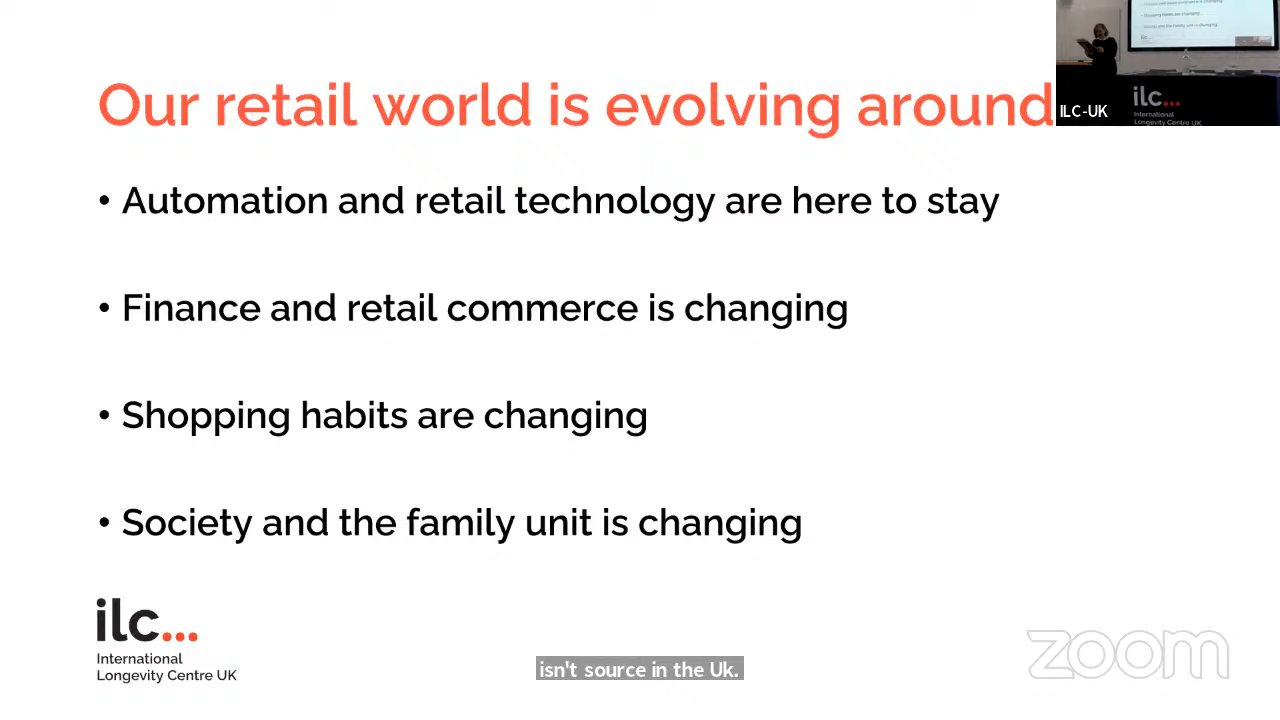 Our retail world is evolving around
• Automation and retail technology are here to stay
• Finance and retail commerce is changing
• Shopping habits are changing
• Society and the family unit is changing
ilc...
International
Longevity Centre UK
isn't source in the Uk.
zoom
ILC-UK
ilc...
International
Longevity Centre UK